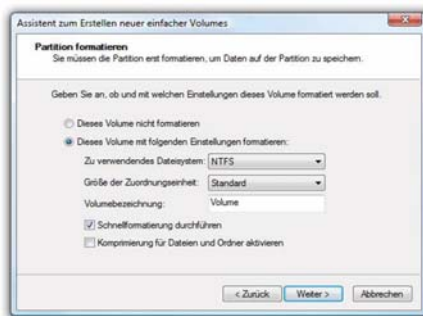 Assistent zum Erstellen neuer einfacher Volumes
Partition formatieren
Sie müssen die Partition erst formatieren, um Daten auf der Partition zu speichern.
Geben Sie an, ob und mit welchen Einstellungen dieses Volume formatiert werden soll.
Dieses Volume nicht formatieren
Dieses Volume mit folgenden Einstellungen formatieren:
Zu verwendendes Dateisystem: NTFS
Größe der Zuordnungseinheit: Standard
Volumebezeichnung: Volume
Schnellformatierung durchführen
Komprimierung für Dateien und Ordner aktivieren
< Zurück Weiter > Abbrechen